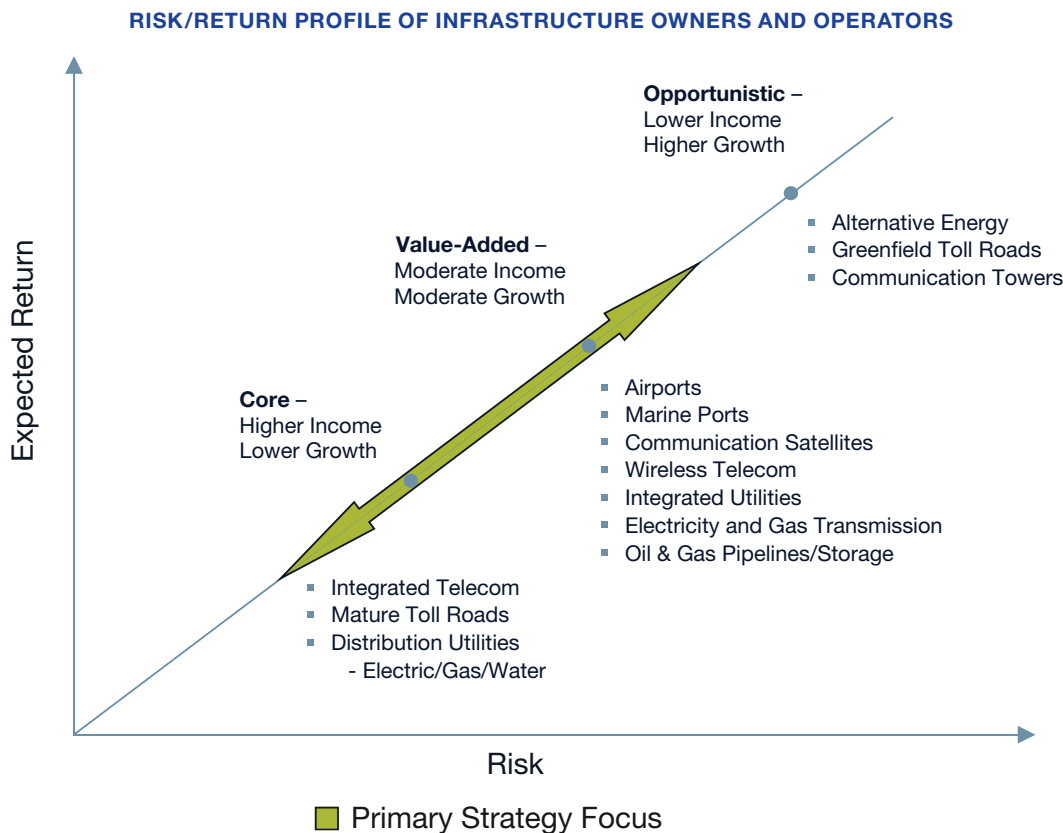 RISK/RETURN PROFILE OF INFRASTRUCTURE OWNERS AND OPERATORS
Opportunistic –
Lower Income
Higher Growth
Alternative Energy
Greenfield Toll Roads
Communication Towers
Value-Added –
Moderate Income
Moderate Growth
Airports
Marine Ports
Communication Satellites
Wireless Telecom
Integrated Utilities
Electricity and Gas Transmission
Oil & Gas Pipelines/Storage
Core –
Higher Income
Lower Growth
Integrated Telecom
Mature Toll Roads
Distribution Utilities
- Electric/Gas/Water
Expected Return
Risk
Primary Strategy Focus